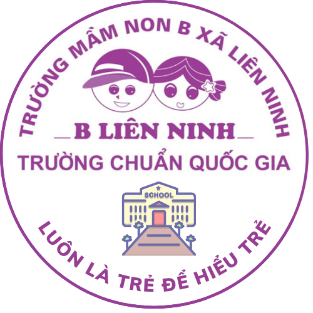 TRƯỜNG MẦM NON B XÃ LIÊN NINH
B LIÊN NINH
TRƯỜNG CHUẨN QUỐC GIA
SCHOOL
LUÔN LÀ TRẺ ĐỂ HIỂU TRẺ